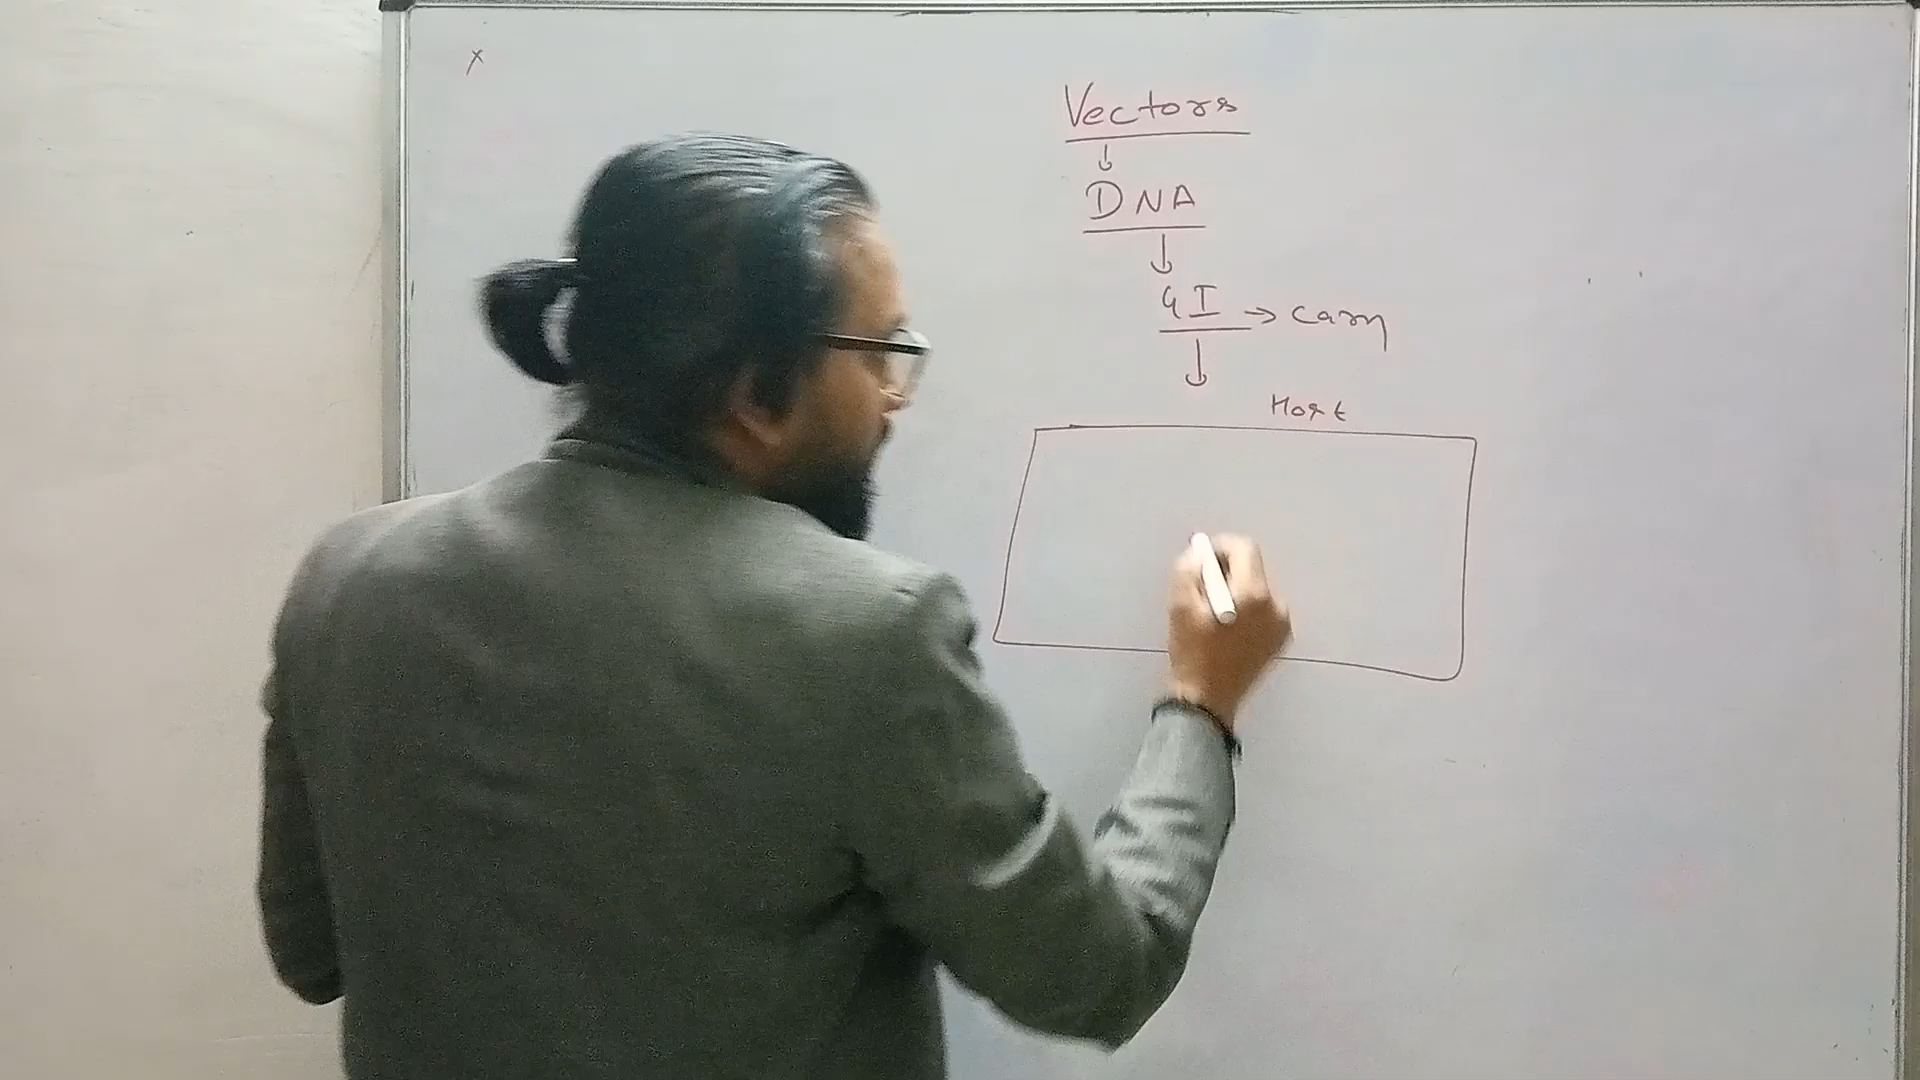 x
Vectors
↓
DNA
↓
GI → carry
↓
Host